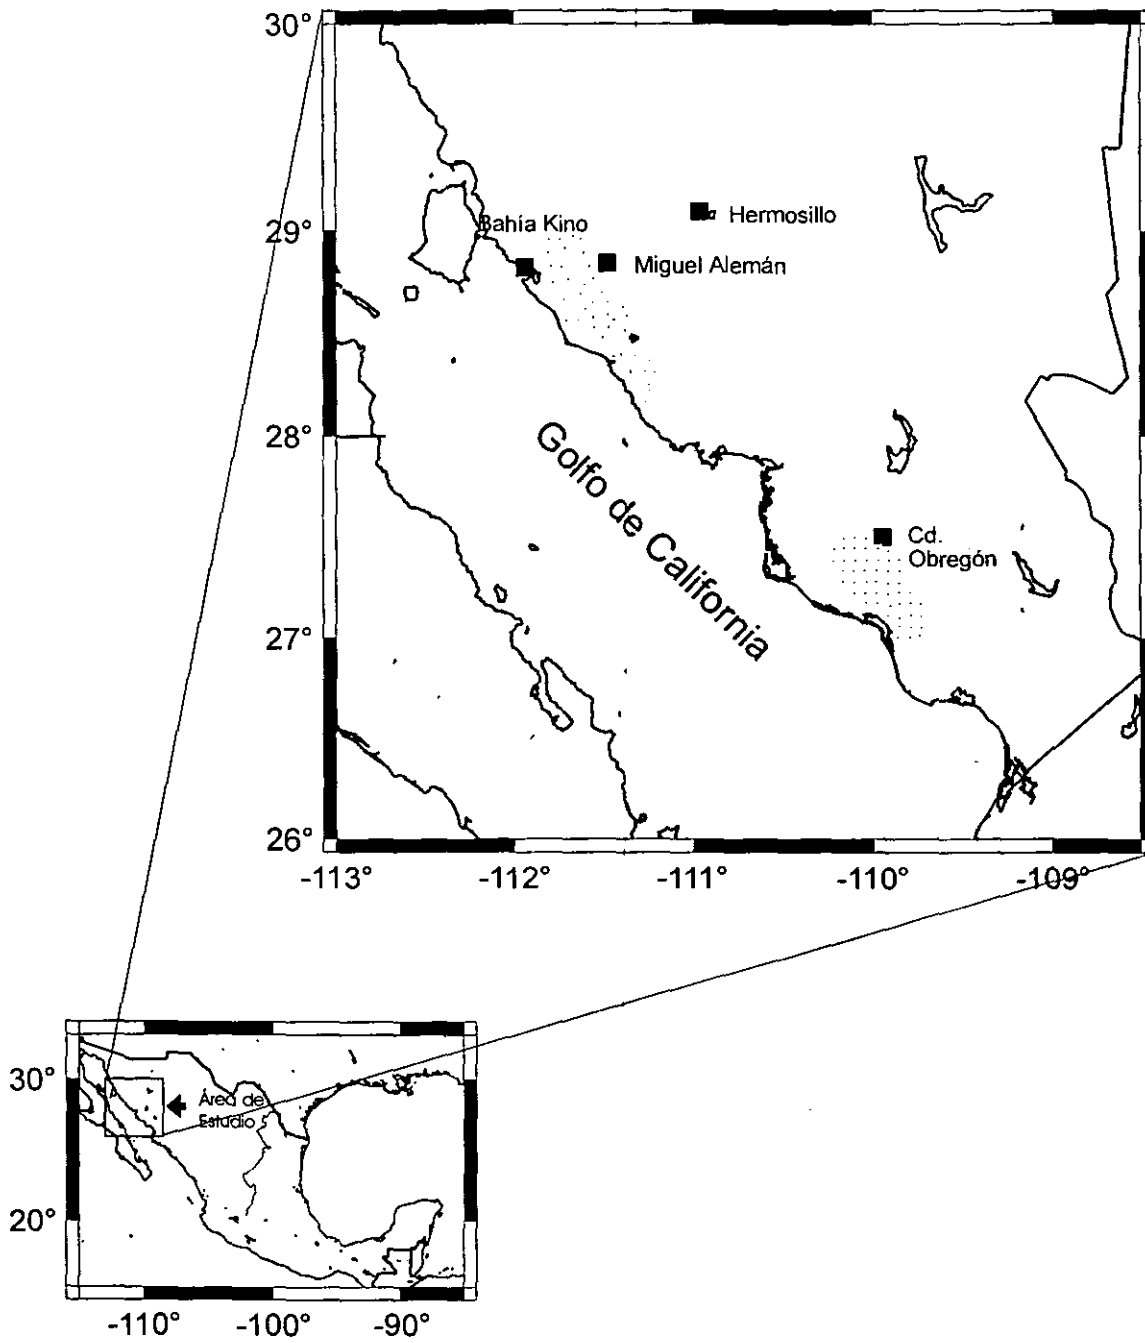 30°
Hermosillo
Bahía Kino
29°
Miguel Alemán
28°
Golfo de California
Cd.
Obregón
27°
26°
-113°
-112°
-111°
-110°
-109°
30°
Área de
Estudio
20°
-110°
-100°
-90°